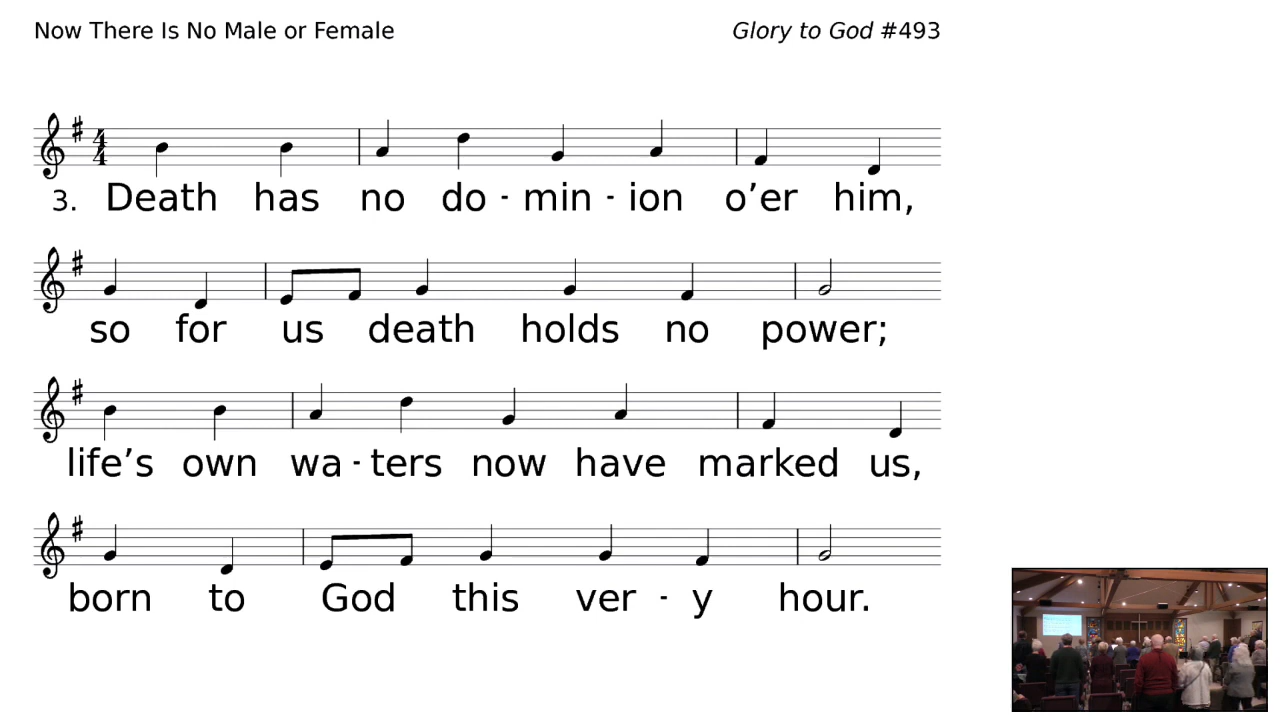 Now There Is No Male or Female
Glory to God #493
3. Death has no do - min - ion o’er him,
so for us death holds no power;
life’s own wa - ters now have marked us,
born to God this ver - y hour.